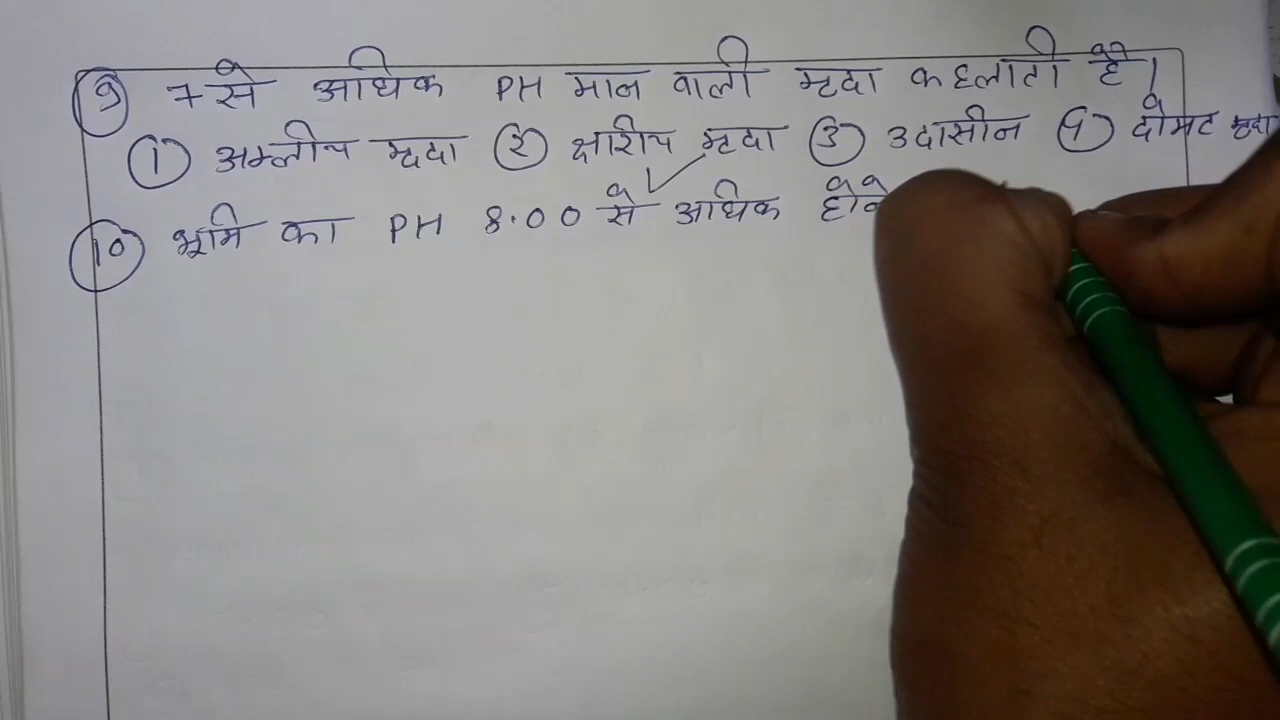 9 7 से अधिक PH मान वाली मृदा कहलाती है।
1 अम्लीय मृदा 2 क्षारीय मृदा 3 उदासीन 4 दोमट मृदा
10 भूमि का PH 8.00 से अधिक होने